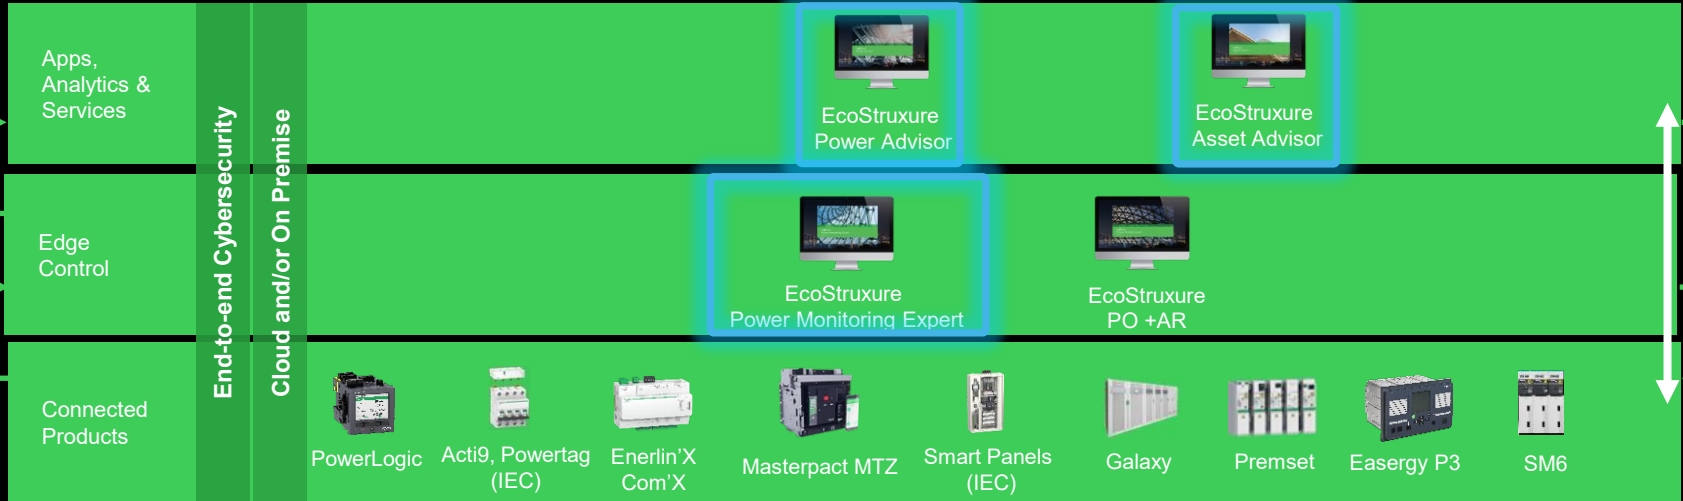 Apps,
Analytics &
Services
End-to-end Cybersecurity
Cloud and/or On Premise
EcoStruxure
Power Advisor
EcoStruxure
Asset Advisor
Edge
Control
EcoStruxure
Power Monitoring Expert
EcoStruxure
PO +AR
Connected
Products
PowerLogic
Acti9, Powertag
(IEC)
Enerlin’X
Com’X
Masterpact MTZ
Smart Panels
(IEC)
Galaxy
Premset
Easergy P3
SM6